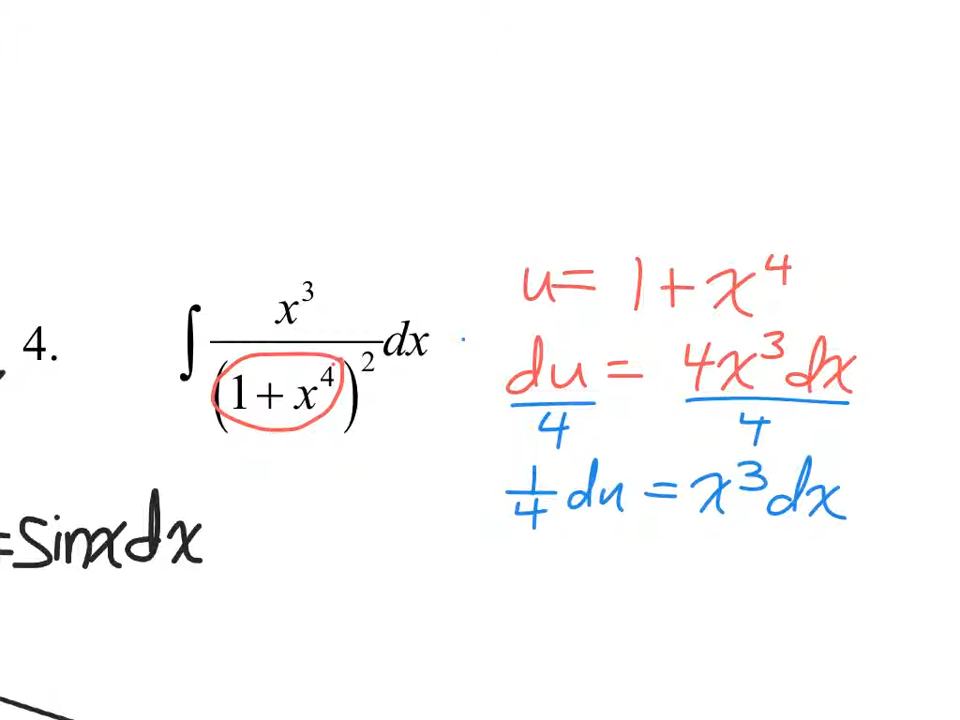 4. ∫ x³/(1+x⁴)² dx
u = 1+x⁴
du = 4x³dx
4 4
1/4 du = x³dx
=sinxdx